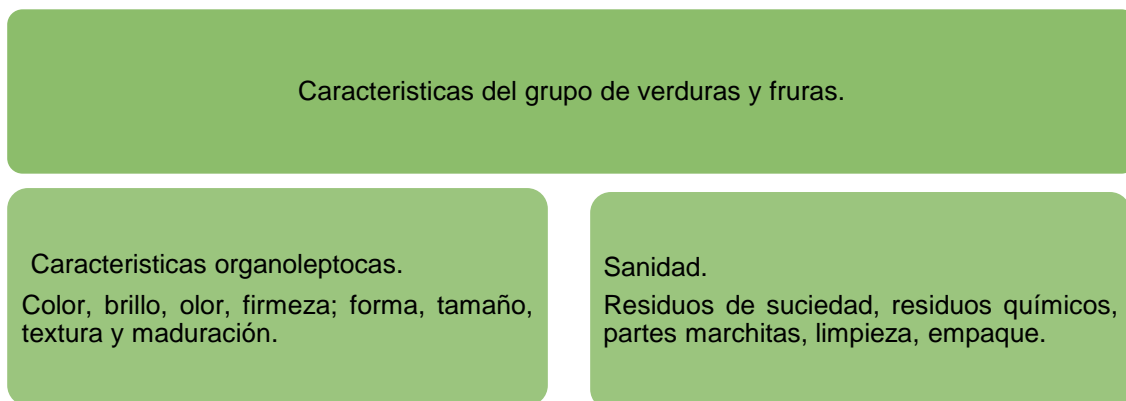 Caracteristicas del grupo de verduras y fruras.
Caracteristicas organoleptocas.
Color, brillo, olor, firmeza; forma, tamaño,
textura y maduración.
Sanidad.
Residuos de suciedad, residuos químicos,
partes marchitas, limpieza, empaque.